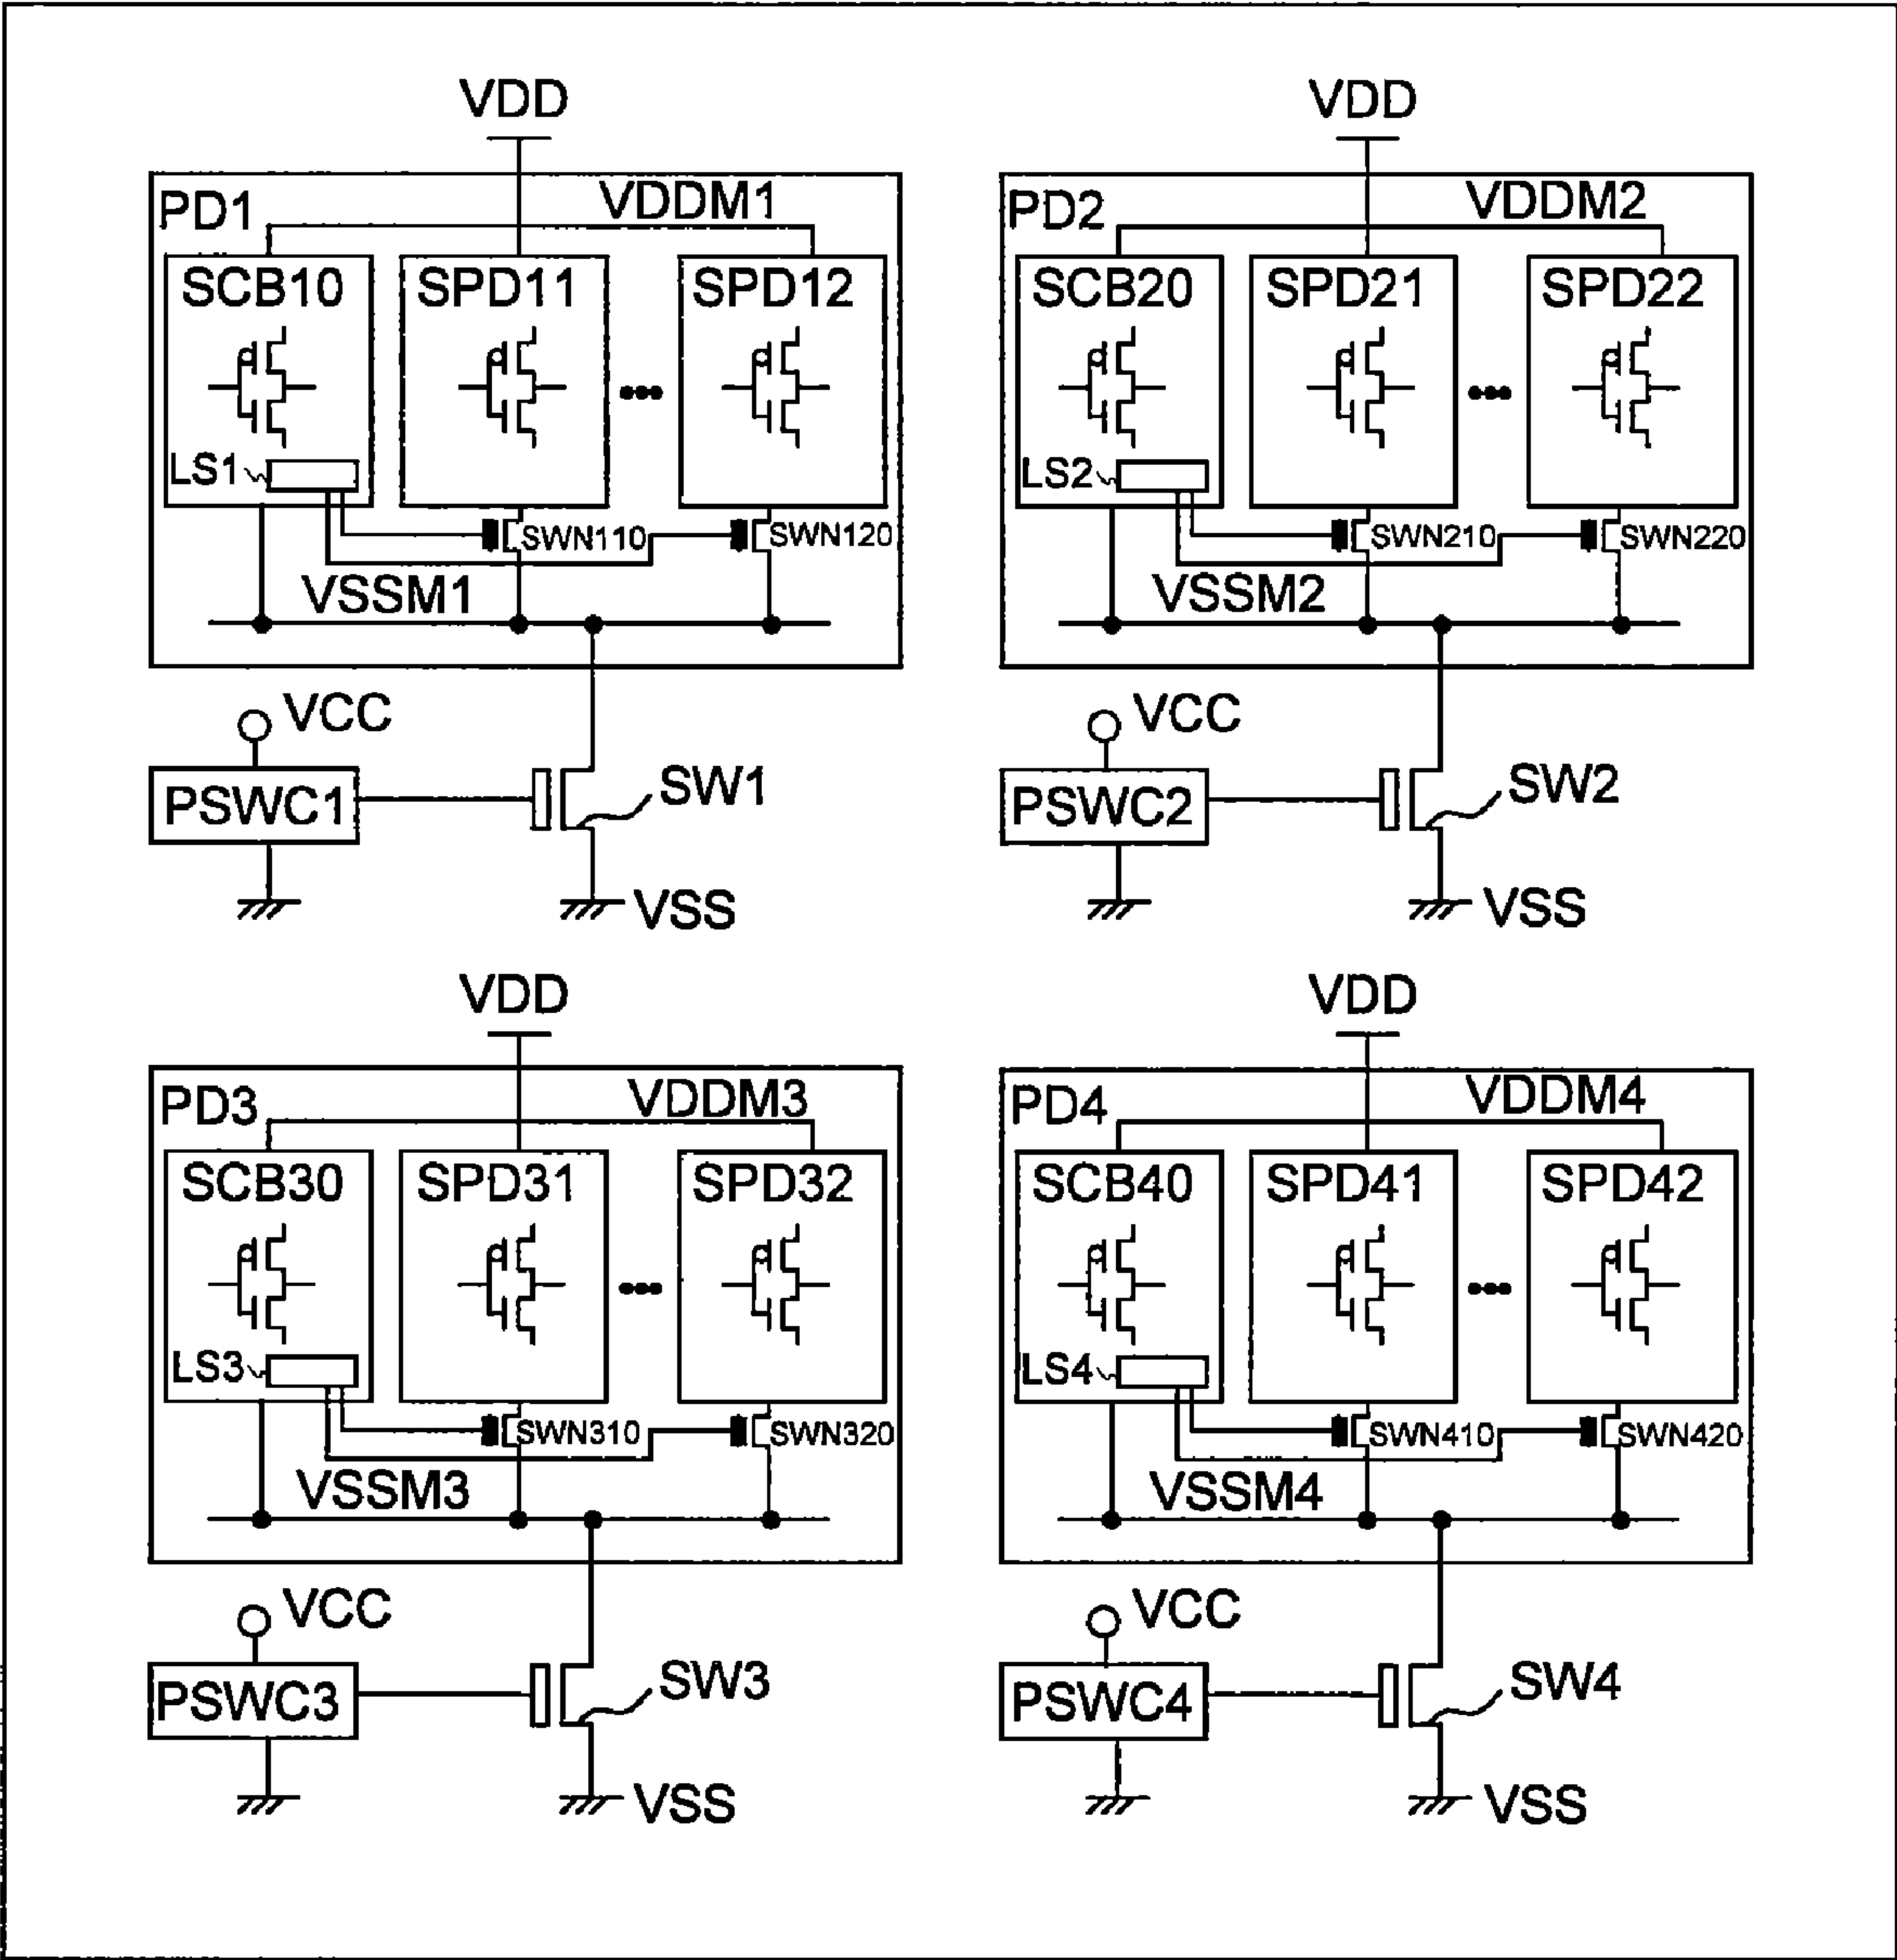 VDD
VDD
PD1
VDDM1
PD2
VDDM2
SCB10
SPD11
SPD12
SCB20
SPD21
SPD22
LS1
LS2
SWN110
SWN120
SWN210
SWN220
VSSM1
VSSM2
VCC
VCC
PSWC1
SW1
PSWC2
SW2
VSS
VSS
VDD
VDD
PD3
VDDM3
PD4
VDDM4
SCB30
SPD31
SPD32
SCB40
SPD41
SPD42
LS3
LS4
SWN310
SWN320
SWN410
SWN420
VSSM3
VSSM4
VCC
VCC
PSWC3
SW3
PSWC4
SW4
VSS
VSS